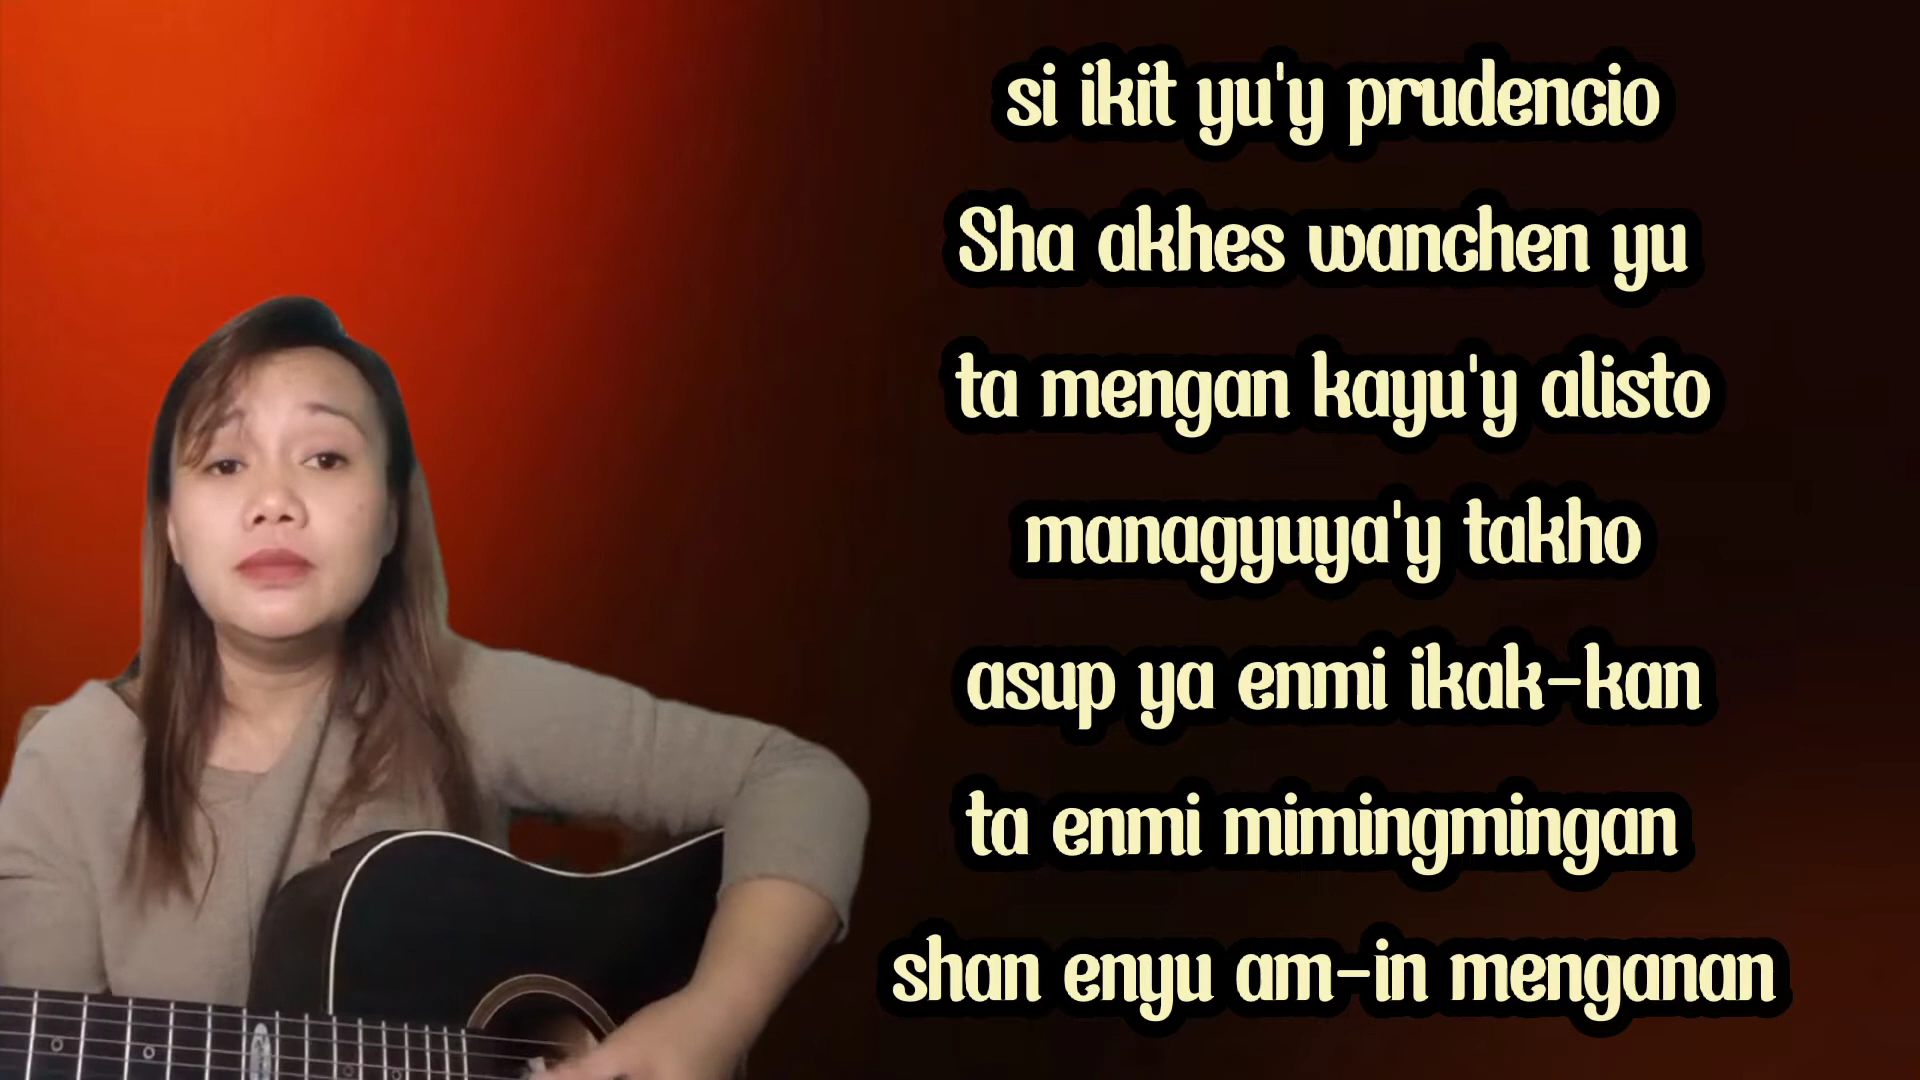 si ikit yu'y prudencio
Sha akhes wanchen yu
ta mengan kayu'y alisto
managyuya'y takho
asup ya enmi ikak-kan
ta enmi mimingmingan
shan enyu am-in menganan